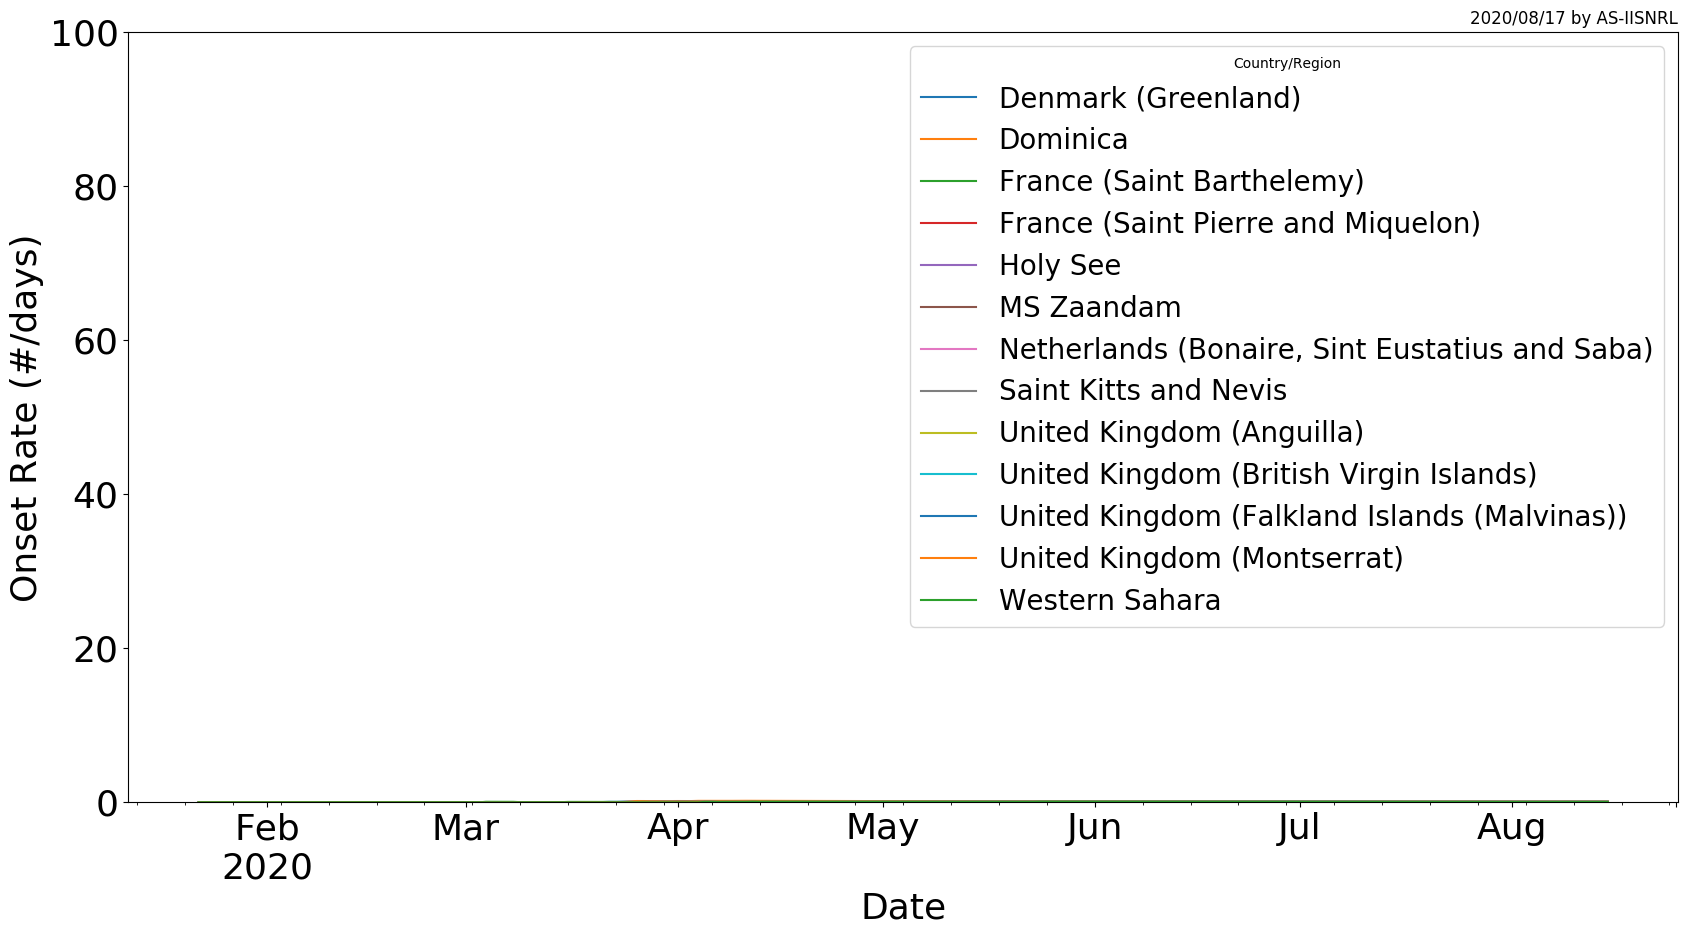 2020/08/17 by AS-IISNRL
100
80
60
40
20
0
Onset Rate (#/days)
Country/Region
Denmark (Greenland)
Dominica
France (Saint Barthelemy)
France (Saint Pierre and Miquelon)
Holy See
MS Zaandam
Netherlands (Bonaire, Sint Eustatius and Saba)
Saint Kitts and Nevis
United Kingdom (Anguilla)
United Kingdom (British Virgin Islands)
United Kingdom (Falkland Islands (Malvinas))
United Kingdom (Montserrat)
Western Sahara
Feb Mar Apr May Jun Jul Aug
2020
Date